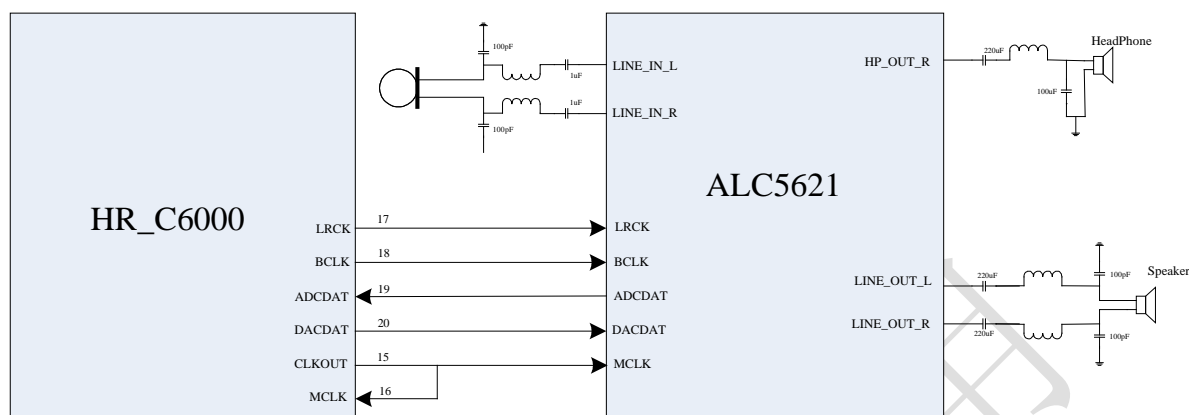 100pF
LINE_IN_L
1uF
1uF
LINE_IN_R
100pF
HP_OUT_R
220uF
HeadPhone
100uF
HR_C6000
ALC5621
LRCK 17 LRCK
BCLK 18 BCLK
ADCDAT 19 ADCDAT
DACDAT 20 DACDAT
CLKOUT 15 MCLK
MCLK 16
LINE_OUT_L
220uF
100pF
Speaker
LINE_OUT_R
220uF
100pF